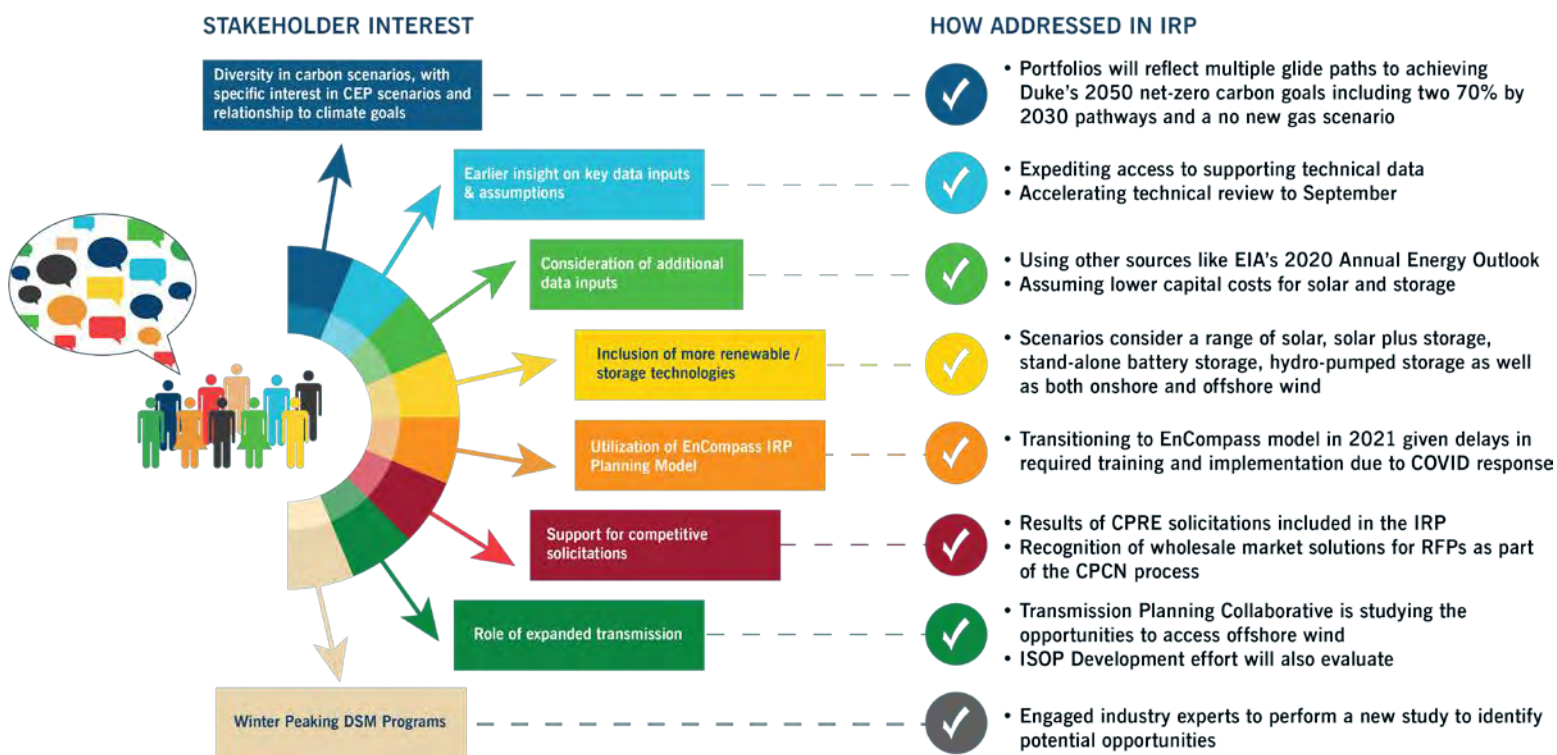 STAKEHOLDER INTEREST
HOW ADDRESSED IN IRP
Diversity in carbon scenarios, with
specific interest in CEP scenarios and
relationship to climate goals
• Portfolios will reflect multiple glide paths to achieving
Duke's 2050 net-zero carbon goals including two 70% by
2030 pathways and a no new gas scenario
Earlier insight on key data inputs
& assumptions
• Expediting access to supporting technical data
• Accelerating technical review to September
Consideration of additional
data inputs
• Using other sources like EIA's 2020 Annual Energy Outlook
• Assuming lower capital costs for solar and storage
Inclusion of more renewable /
storage technologies
• Scenarios consider a range of solar, solar plus storage,
stand-alone battery storage, hydro-pumped storage as well
as both onshore and offshore wind
Utilization of EnCompass IRP
Planning Model
• Transitioning to EnCompass model in 2021 given delays in
required training and implementation due to COVID response
Support for competitive
solicitations
• Results of CPRE solicitations included in the IRP
• Recognition of wholesale market solutions for RFPs as part
of the CPCN process
Role of expanded transmission
• Transmission Planning Collaborative is studying the
opportunities to access offshore wind
• ISOP Development effort will also evaluate
Winter Peaking DSM Programs
• Engaged industry experts to perform a new study to identify
potential opportunities